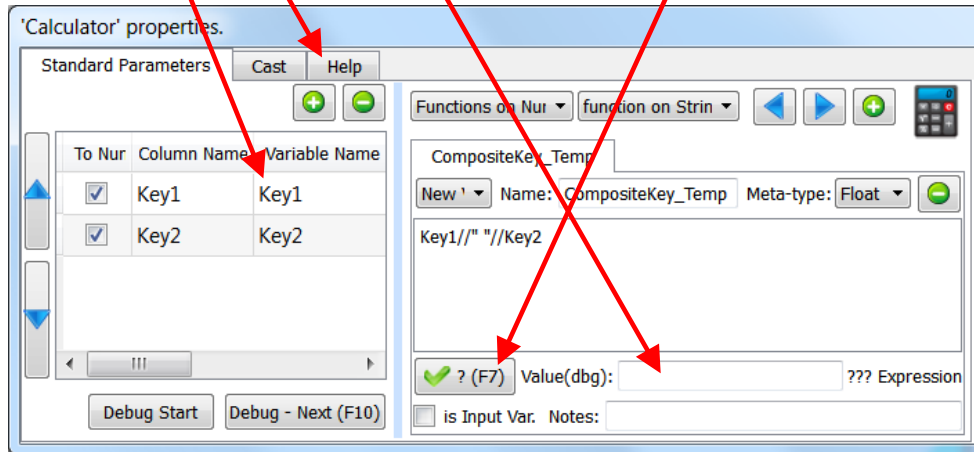 'Calculator' properties.
Standard Parameters Cast Help
Functions on Nur function on Strin
To Nur Column Name Variable Name
Key1 Key1
Key2 Key2
CompositeKey_Temp
New Name: CompositeKey_Temp Meta-type: Float
Key1//" "//Key2
? (F7) Value(dbg): ??? Expression
Debug Start Debug - Next (F10)
is Input Var. Notes: